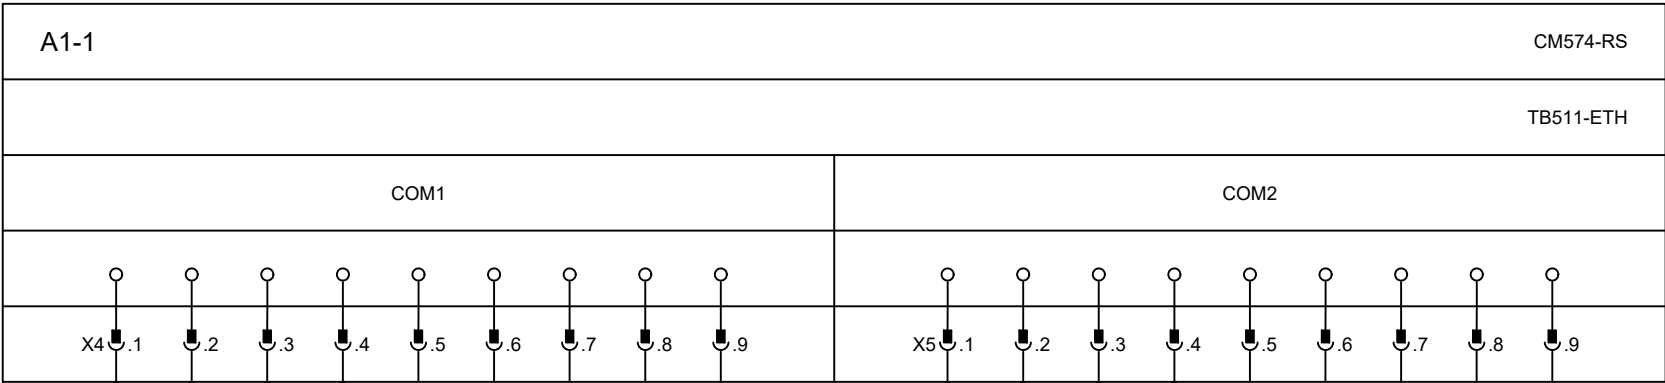 A1-1 CM574-RS
TB511-ETH
COM1 COM2
X4 .1 .2 .3 .4 .5 .6 .7 .8 .9 X5 .1 .2 .3 .4 .5 .6 .7 .8 .9